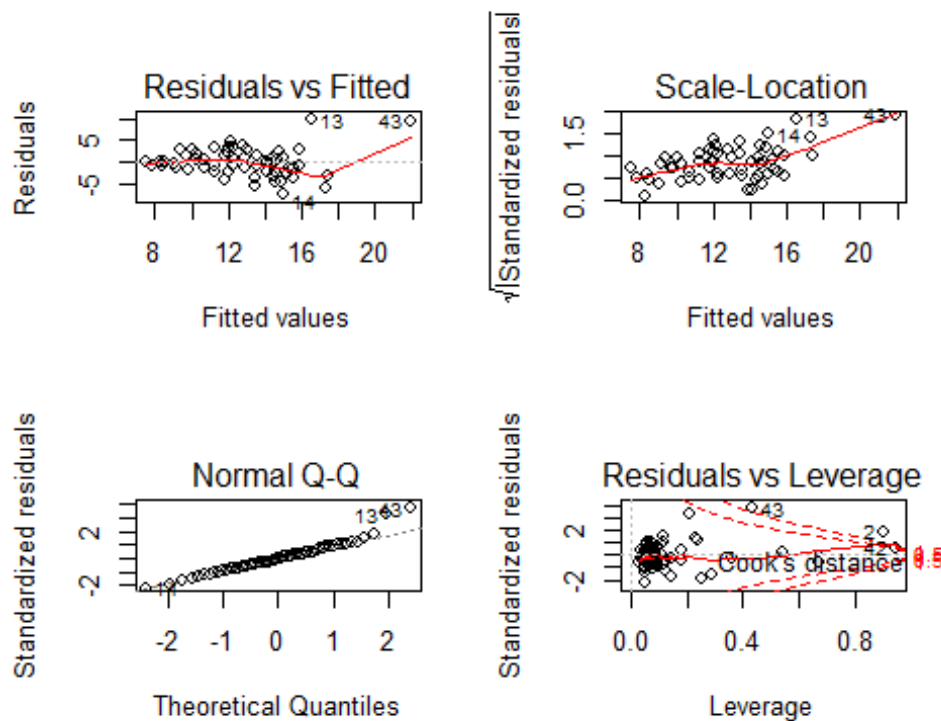 Residuals vs Fitted
Residuals
5
-5
13
43
14
8
12
16
20
Fitted values
Scale-Location
√|Standardized residuals|
1.5
0.0
13
43
14
8
12
16
20
Fitted values
Normal Q-Q
Standardized residuals
2
-2
13
-2
-1
0
1
2
Theoretical Quantiles
Residuals vs Leverage
Standardized residuals
2
-2
43
2
42
Cook's distance
0.0
0.4
0.8
Leverage